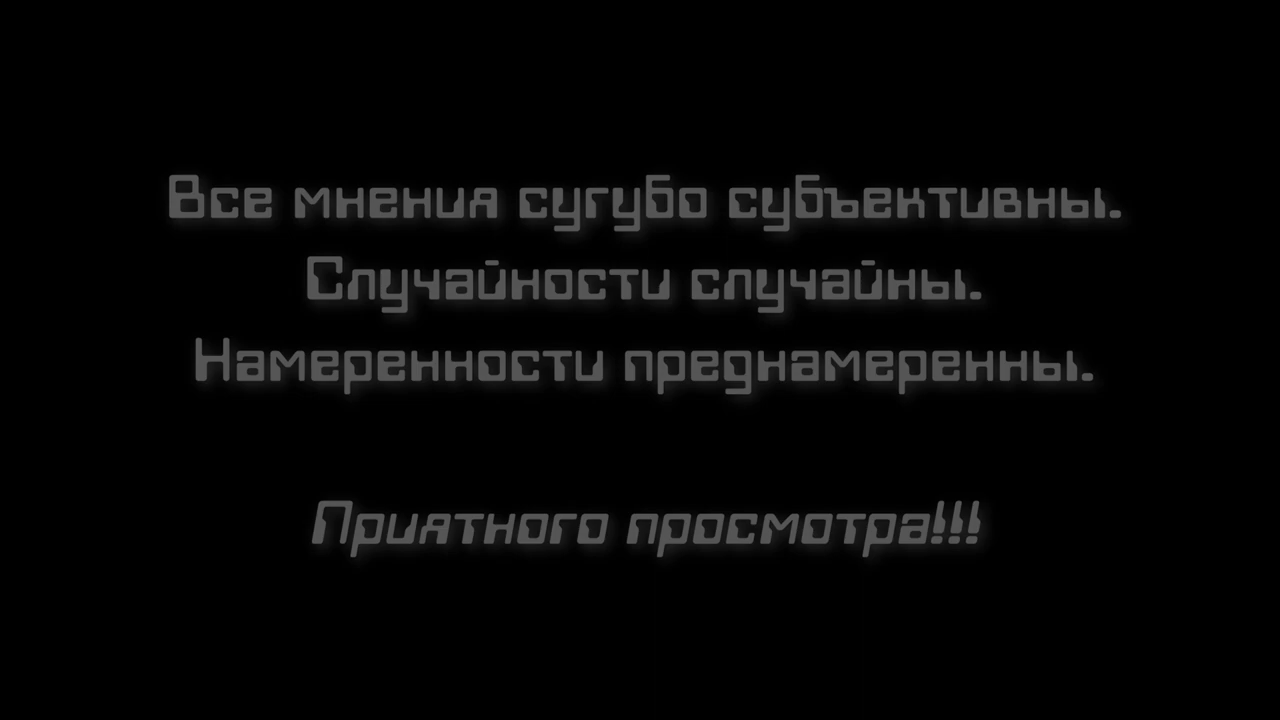 Все мнения сугубо субъективны.
Случайности случайны.
Намеренности преднамеренны.
Приятного просмотра!!!